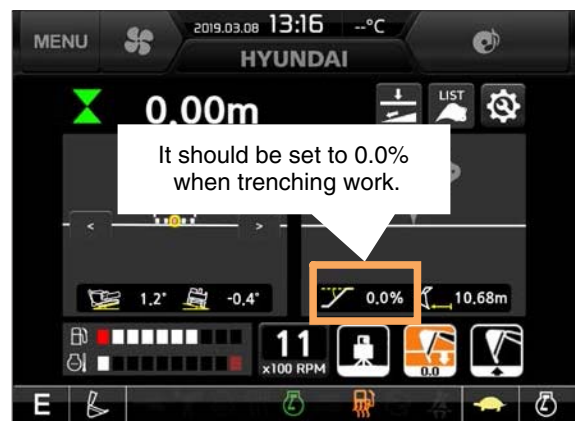 MENU
2019.03.08 13:16 --°C
HYUNDAI
0.00m
LIST
It should be set to 0.0%
when trenching work.
< >
1.2° -0.4°
0.0% 10.68m
11
x100 RPM
0.0
E